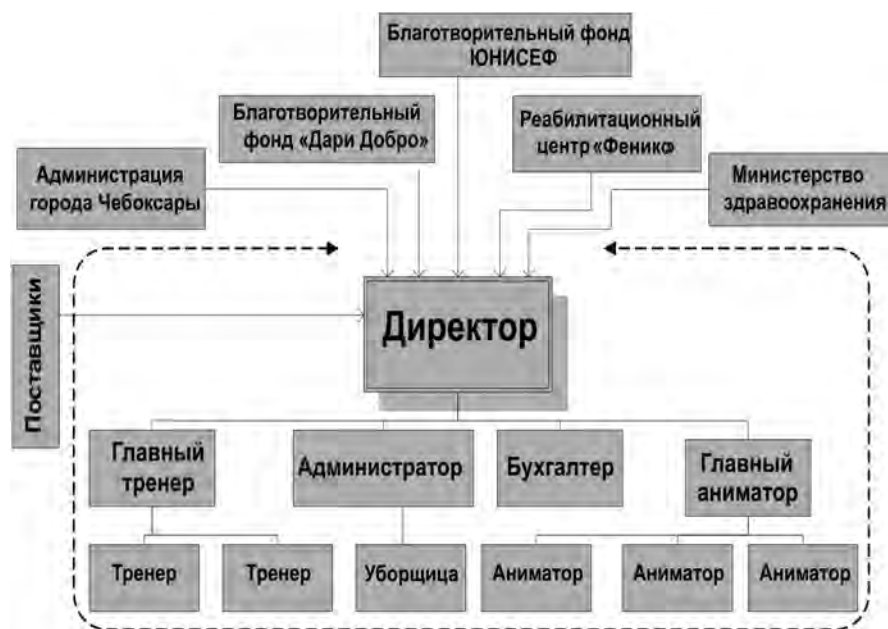 Благотворительный фонд
ЮНИСЕФ
Благотворительный
фонд «Дари Добро»
Реабилитационный
центр «Феникс»
Администрация
города Чебоксары
Министерство
здравоохранения
Поставщики
Директор
Главный
тренер
Администратор
Бухгалтер
Главный
аниматор
Тренер
Тренер
Уборщица
Аниматор
Аниматор
Аниматор